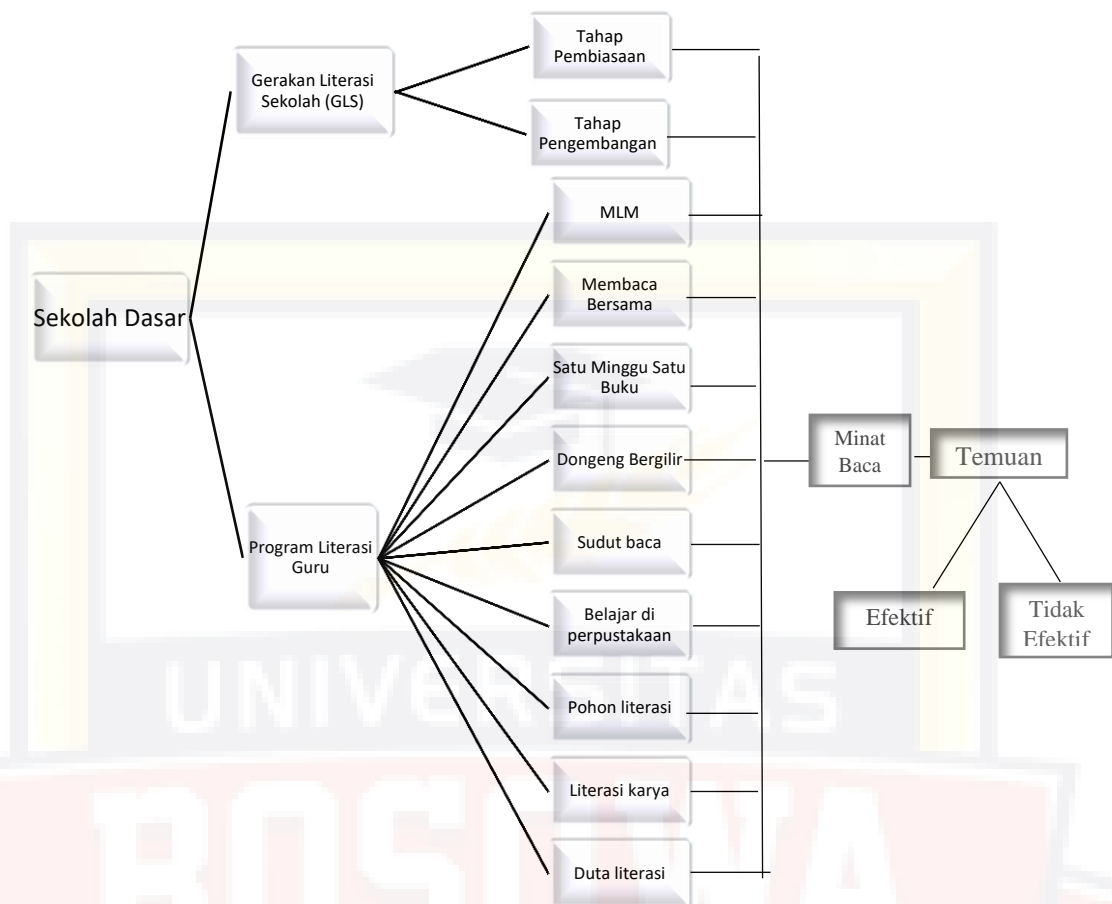 Sekolah Dasar
Gerakan Literasi
Sekolah (GLS)
Tahap
Pembiasaan
Tahap
Pengembangan
Program Literasi
Guru
MLM
Membaca
Bersama
Satu Minggu Satu
Buku
Dongeng Bergilir
Sudut baca
Belajar di
perpustakaan
Pohon literasi
Literasi karya
Duta literasi
Minat
Baca
Temuan
Efektif
Tidak
Efektif
UNIVERSITAS
BOSOWA